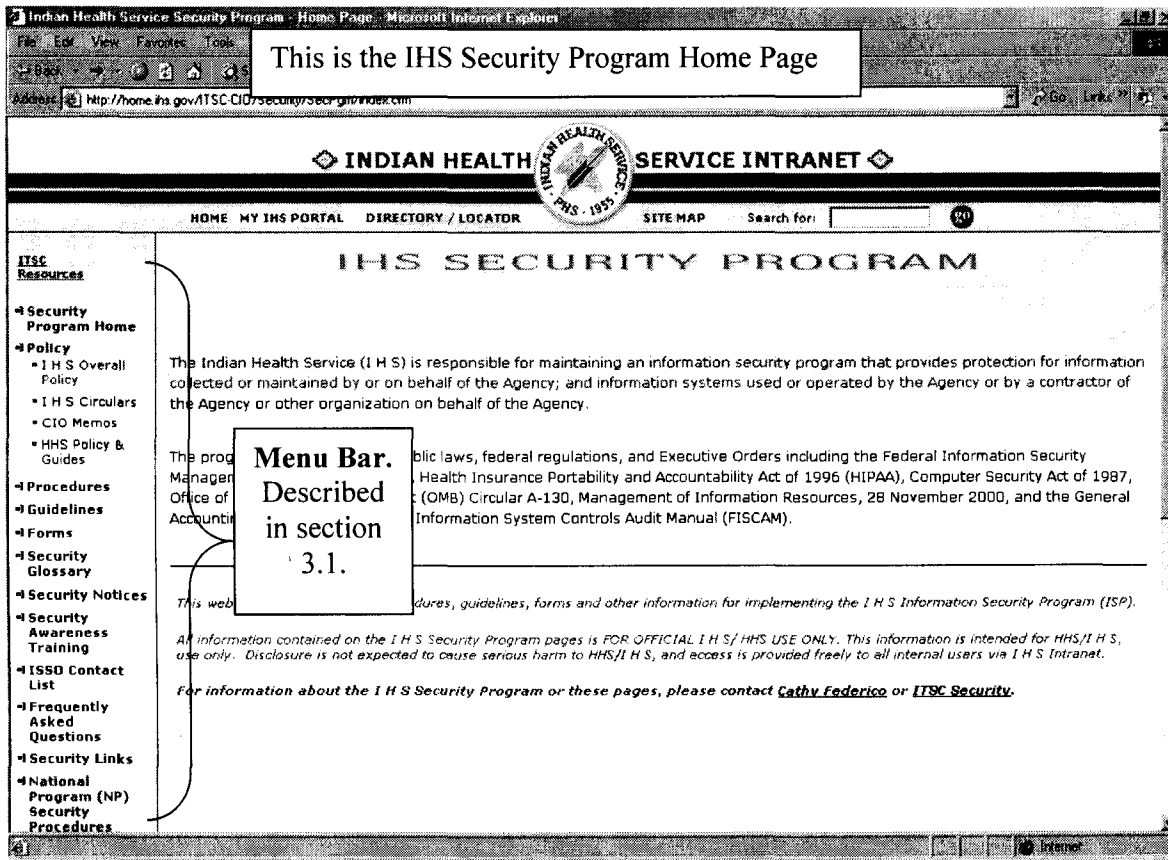 Indian Health Service Security Program - Home Page - Microsoft Internet Explorer
File Edit View Favorites Tools
This is the IHS Security Program Home Page
Back
Address http://home.ihs.gov/ITSC-CIO/Security/SecPgm/index.cfm Go Links »
INDIAN HEALTH SERVICE INTRANET
INDIAN HEALTH SERVICE PHS · 1955
HOME MY IHS PORTAL DIRECTORY / LOCATOR SITE MAP Search for: go
ITSC
Resources
Security
Program Home
Policy
I H S Overall
Policy
I H S Circulars
CIO Memos
HHS Policy &
Guides
Procedures
Guidelines
Forms
Security
Glossary
Security Notices
Security
Awareness
Training
ISSO Contact
List
Frequently
Asked
Questions
Security Links
National
Program (NP)
Security
Procedures
IHS SECURITY PROGRAM
The Indian Health Service (I H S) is responsible for maintaining an information security program that provides protection for information
collected or maintained by or on behalf of the Agency; and information systems used or operated by the Agency or by a contractor of
the Agency or other organization on behalf of the Agency.
The prog blic laws, federal regulations, and Executive Orders including the Federal Information Security
Manager , Health Insurance Portability and Accountability Act of 1996 (HIPAA), Computer Security Act of 1987,
Office of t (OMB) Circular A-130, Management of Information Resources, 28 November 2000, and the General
Accountin Information System Controls Audit Manual (FISCAM).
Menu Bar.
Described
in section
3.1.
This web dures, guidelines, forms and other information for implementing the I H S Information Security Program (ISP).
All information contained on the I H S Security Program pages is FOR OFFICIAL I H S/ HHS USE ONLY. This information is intended for HHS/I H S,
use only. Disclosure is not expected to cause serious harm to HHS/I H S, and access is provided freely to all internal users via I H S Intranet.
For information about the I H S Security Program or these pages, please contact Cathy Federico or ITSC Security.
Internet